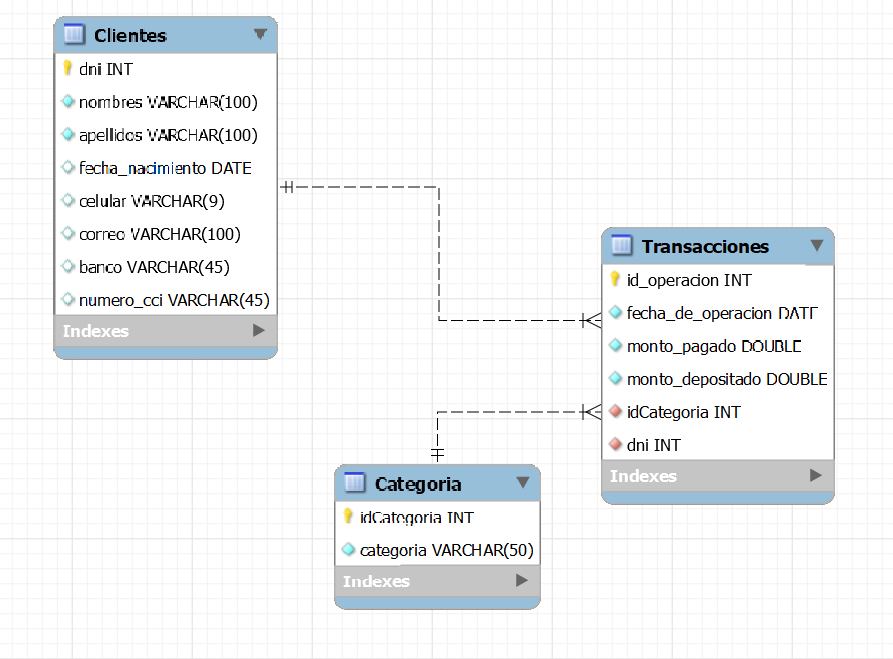 Clientes
dni INT
nombres VARCHAR(100)
apellidos VARCHAR(100)
fecha_nacimiento DATE
celular VARCHAR(9)
correo VARCHAR(100)
banco VARCHAR(45)
numero_cci VARCHAR(45)
Indexes
Transacciones
id_operacion INT
fecha_de_operacion DATE
monto_pagado DOUBLE
monto_depositado DOUBLE
idCategoria INT
dni INT
Indexes
Categoria
idCategoria INT
categoria VARCHAR(50)
Indexes